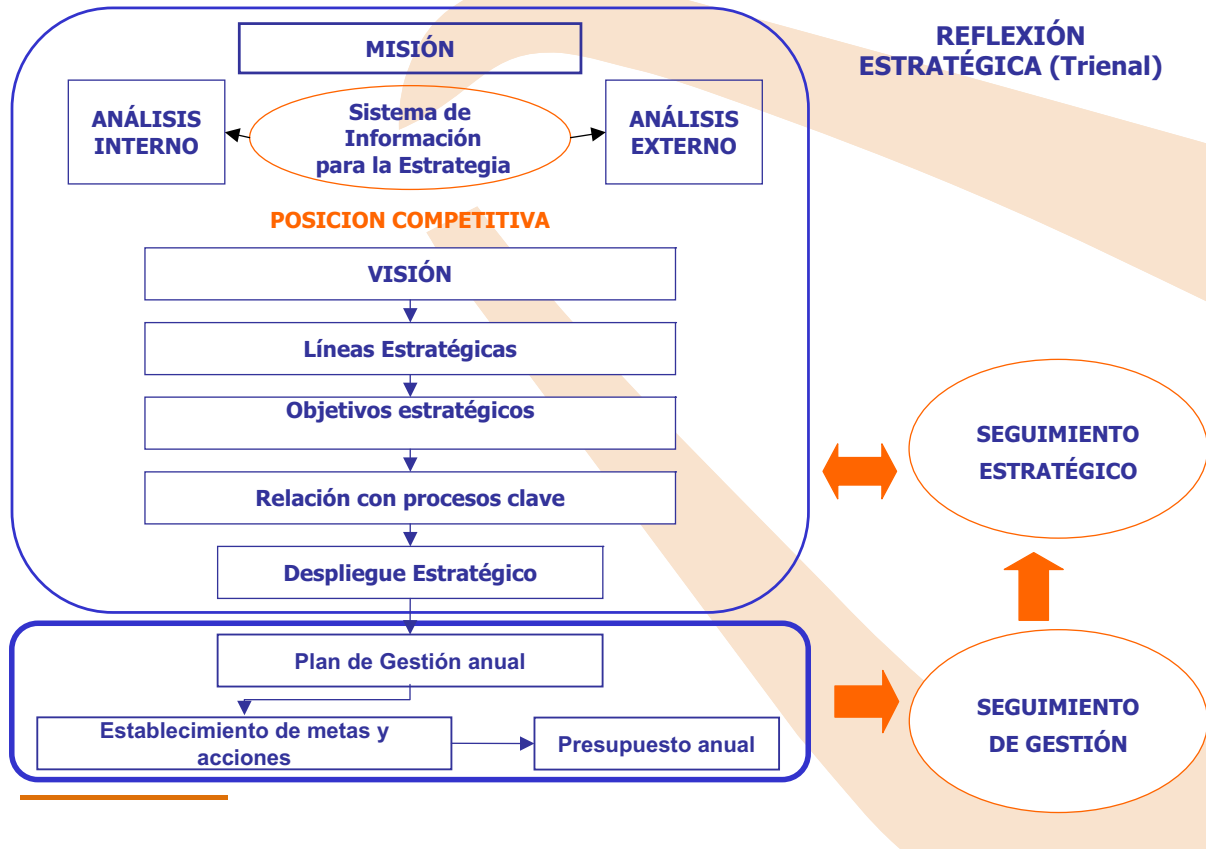 REFLEXIÓN
ESTRATÉGICA (Trienal)
MISIÓN
ANÁLISIS
INTERNO
Sistema de
Información
para la Estrategia
ANÁLISIS
EXTERNO
POSICION COMPETITIVA
VISIÓN
Líneas Estratégicas
Objetivos estratégicos
Relación con procesos clave
Despliegue Estratégico
SEGUIMIENTO
ESTRATÉGICO
Plan de Gestión anual
Establecimiento de metas y
acciones
Presupuesto anual
SEGUIMIENTO
DE GESTIÓN